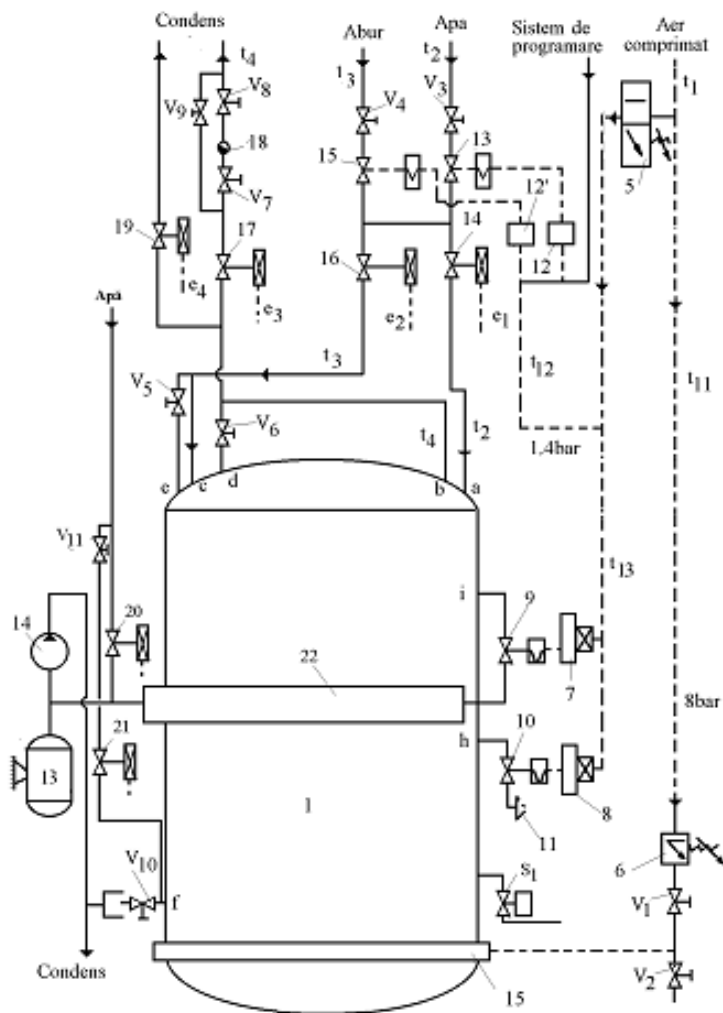 Condens
Abur
Apa
Sistem de
programare
Aer
comprimat
t4
t3
t2
t1
V9
V8
V4
V3
18
15
13
5
V7
12'
19
17
16
14
12
e4
e3
e2
e1
Apă
t3
t12
t11
V5
V6
t4
t2
1,4bar
e
c
d
b
a
V11
t13
i
9
14
20
7
22
8bar
21
h
10
13
1
8
11
V10
f
S1
6
V1
Condens
15
V2